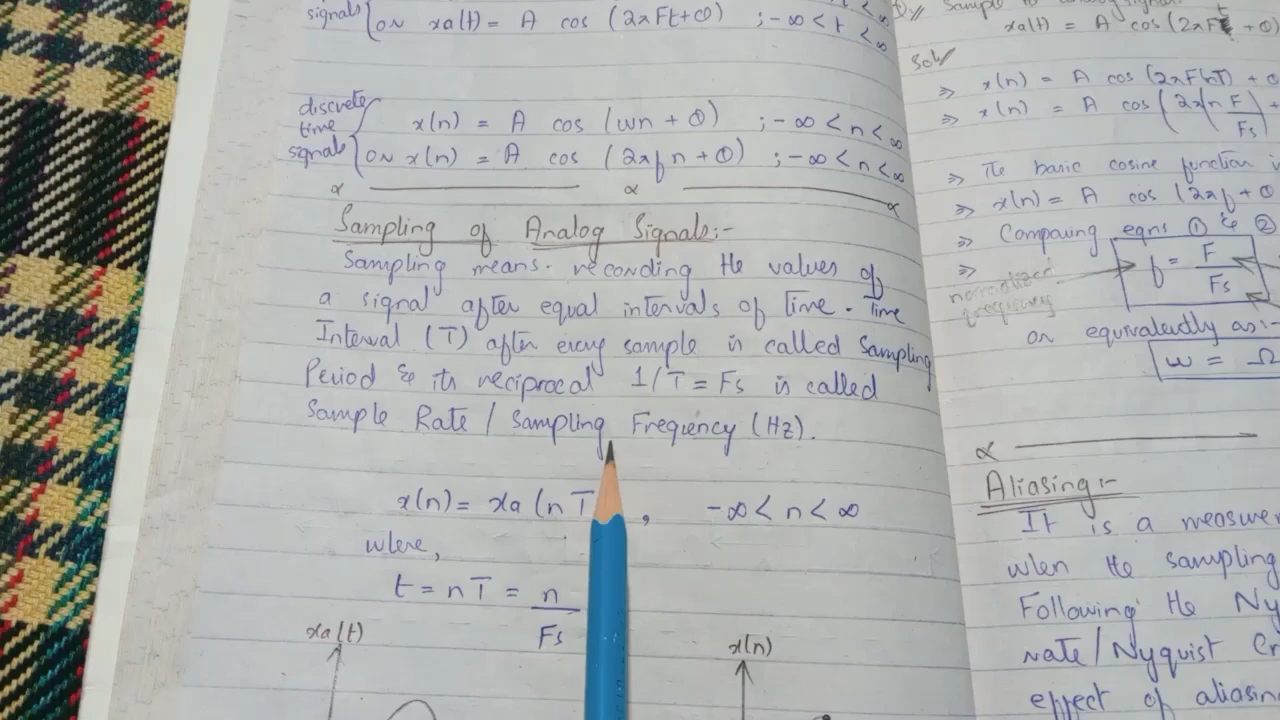 signals
OR xa(t) = A cos (2πFt+θ) ; -∞ < t < ∞
discrete time signals
x(n) = A cos (wn + θ) ; -∞ < n < ∞
OR x(n) = A cos (2πfn + θ) ; -∞ < n < ∞
α α α
Sampling of Analog Signals:-
Sampling means recording the values of
a signal after equal intervals of time. Time
Interval (T) after every sample is called Sampling
Period & its reciprocal 1/T = Fs is called
Sample Rate / Sampling Freqiency (Hz).
x(n) = xa (nT , -∞ < n < ∞
where,
t = nT = n/Fs
xa(t)
x(n)
xa(t) = A cos (2πFt + θ)
Sol/
⇒ x(n) = A cos (2πFnT) +
⇒ x(n) = A cos (2π(n F/Fs) +
⇒ the basic cosine function i
⇒ x(n) = A cos (2πf + θ
⇒ Comparing eqns ① & ②
⇒ f = F/Fs
normalized frequency
or equivalently as:-
w = Ω
α
Aliasing:-
It is a measure
when the sampling
Following the Ny
rate/Nyquist Cr
effect of aliasin